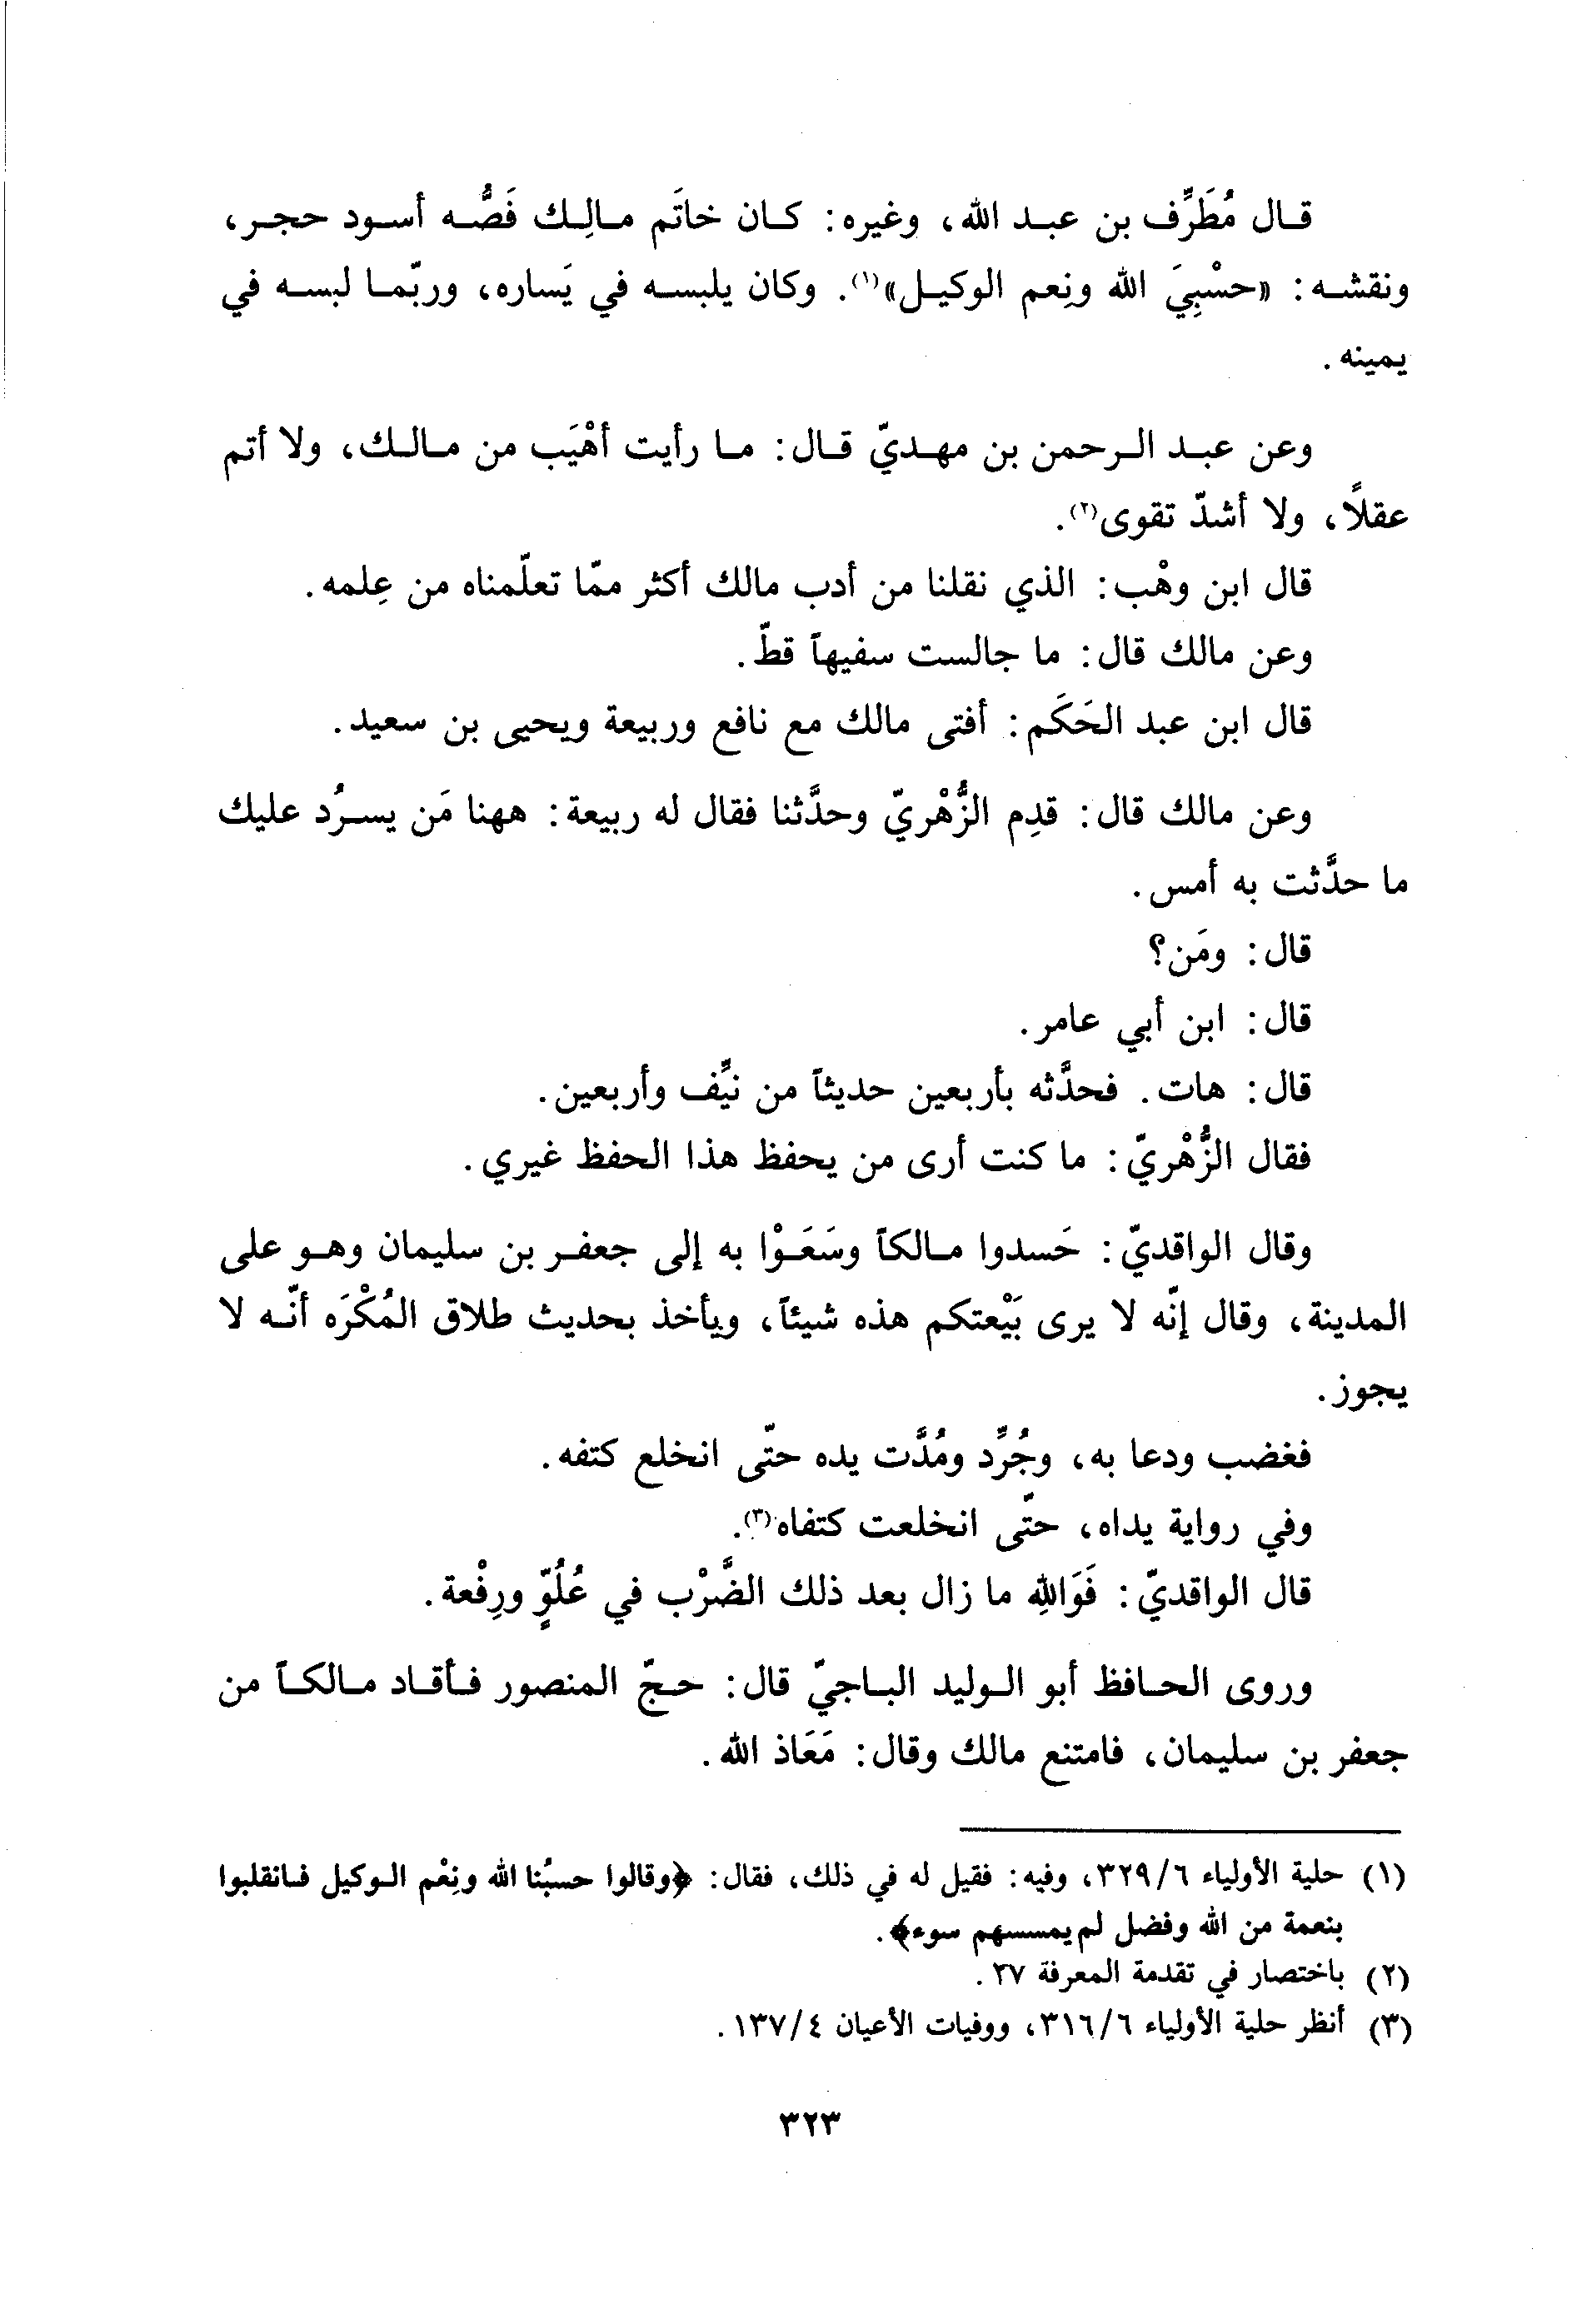 قال مُطَرِّف بن عبد الله، وغيره: كان خاتَم مالِك فَصُّه أسود حجر،
ونقشه: «حسْبِيَ الله ونِعم الوكيل»(١). وكان يلبسه في يَساره، وربّما لبسه في
يمينه.
وعن عبد الرحمن بن مهديّ قال: ما رأيت أهْيَب من مالك، ولا أتم
عقلاً، ولا أشدّ تقوى(٢).
قال ابن وهْب: الذي نقلنا من أدب مالك أكثر ممّا تعلّمناه من عِلمه.
وعن مالك قال: ما جالست سفيهاً قطّ.
قال ابن عبد الحَكَم: أفتى مالك مع نافع وربيعة ويحيى بن سعيد.
وعن مالك قال: قدِم الزُّهْريّ وحدَّثنا فقال له ربيعة: ههنا مَن يسرُد عليك
ما حدَّثت به أمس.
قال: ومَن؟
قال: ابن أبي عامر.
قال: هات. فحدَّثه بأربعين حديثاً من نيِّف وأربعين.
فقال الزُّهْريّ: ما كنت أرى من يحفظ هذا الحفظ غيري.
وقال الواقديّ: حَسدوا مالكاً وسَعَوْا به إلى جعفر بن سليمان وهو على
المدينة، وقال إنّه لا يرى بَيْعتكم هذه شيئاً، ويأخذ بحديث طلاق المُكْرَه أنّه لا
يجوز.
فغضب ودعا به، وجُرِّد ومُدَّت يده حتّى انخلع كتفه.
وفي رواية يداه، حتّى انخلعت كتفاه(٣).
قال الواقديّ: فَوَاللهِ ما زال بعد ذلك الضَّرْب في عُلُوٍّ ورِفْعة.
وروى الحافظ أبو الوليد الباجيّ قال: حجّ المنصور فأقاد مالكاً من
جعفر بن سليمان، فامتنع مالك وقال: مَعَاذ الله.
(١) حلية الأولياء ٣٢٩/٦، وفيه: فقيل له في ذلك، فقال: ﴿وقالوا حسبُنا الله ونِعْم الوكيل فانقلبوا
بنعمة من الله وفضل لم يمسسهم سوء﴾.
(٢) باختصار في تقدمة المعرفة ٢٧.
(٣) أنظر حلية الأولياء ٣١٦/٦، ووفيات الأعيان ١٣٧/٤.
٣٢٣